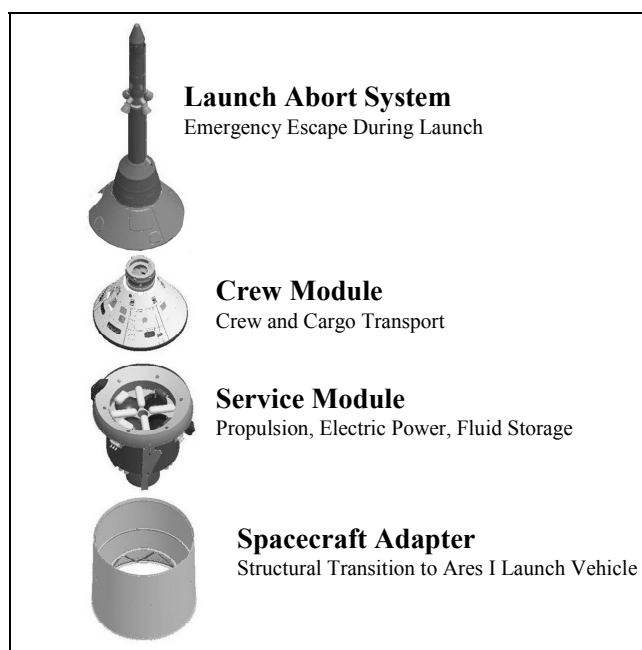 Launch Abort System
Emergency Escape During Launch
Crew Module
Crew and Cargo Transport
Service Module
Propulsion, Electric Power, Fluid Storage
Spacecraft Adapter
Structural Transition to Ares I Launch Vehicle